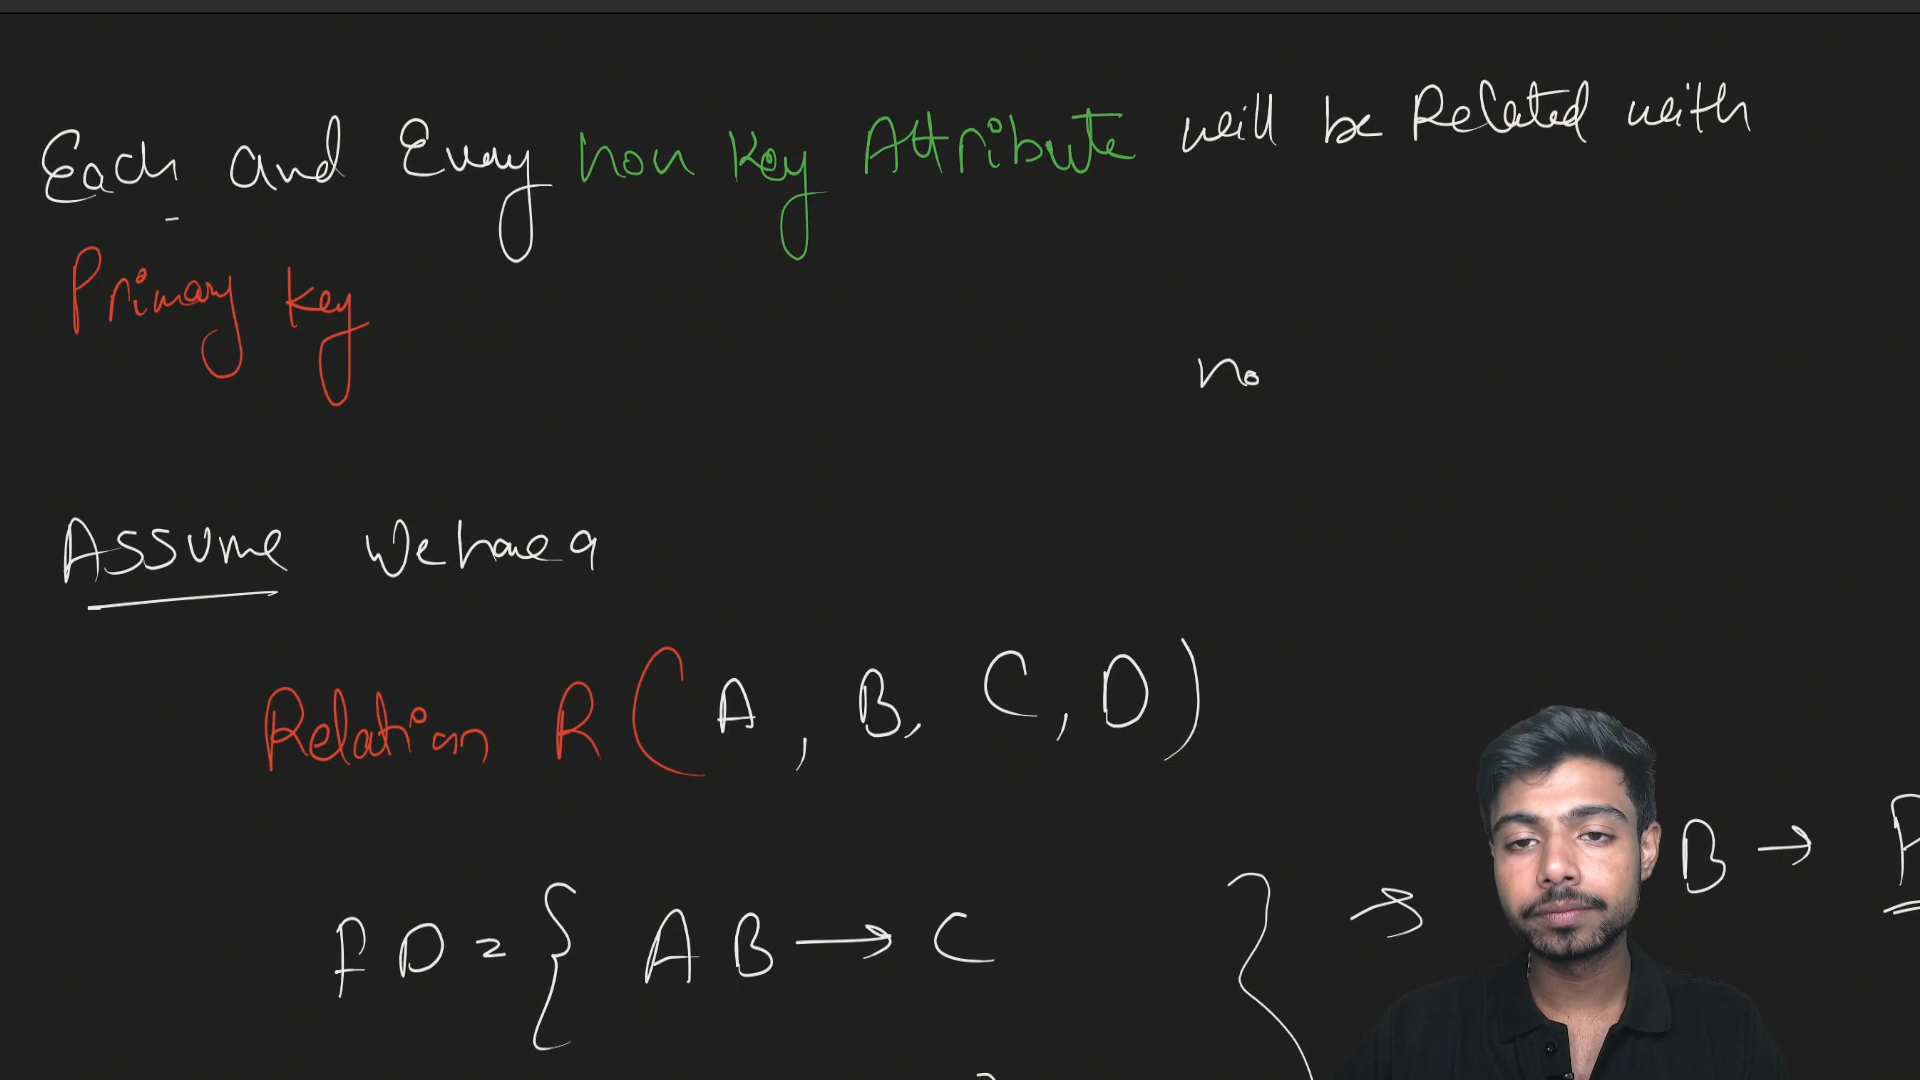 Each and Every non Key Attribute will be Related with
Primary Key
no
Assume We have a
Relation R ( A , B, C , D )
B → P
FD = { AB → C } →